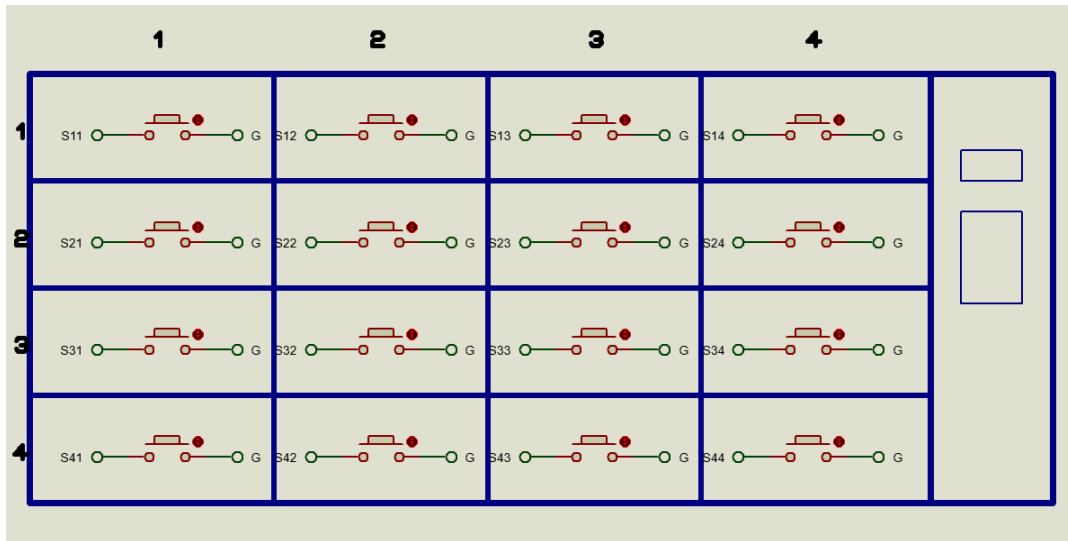 1 2 3 4
1 S11 G S12 G S13 G S14 G
2 S21 G S22 G S23 G S24 G
3 S31 G S32 G S33 G S34 G
4 S41 G S42 G S43 G S44 G